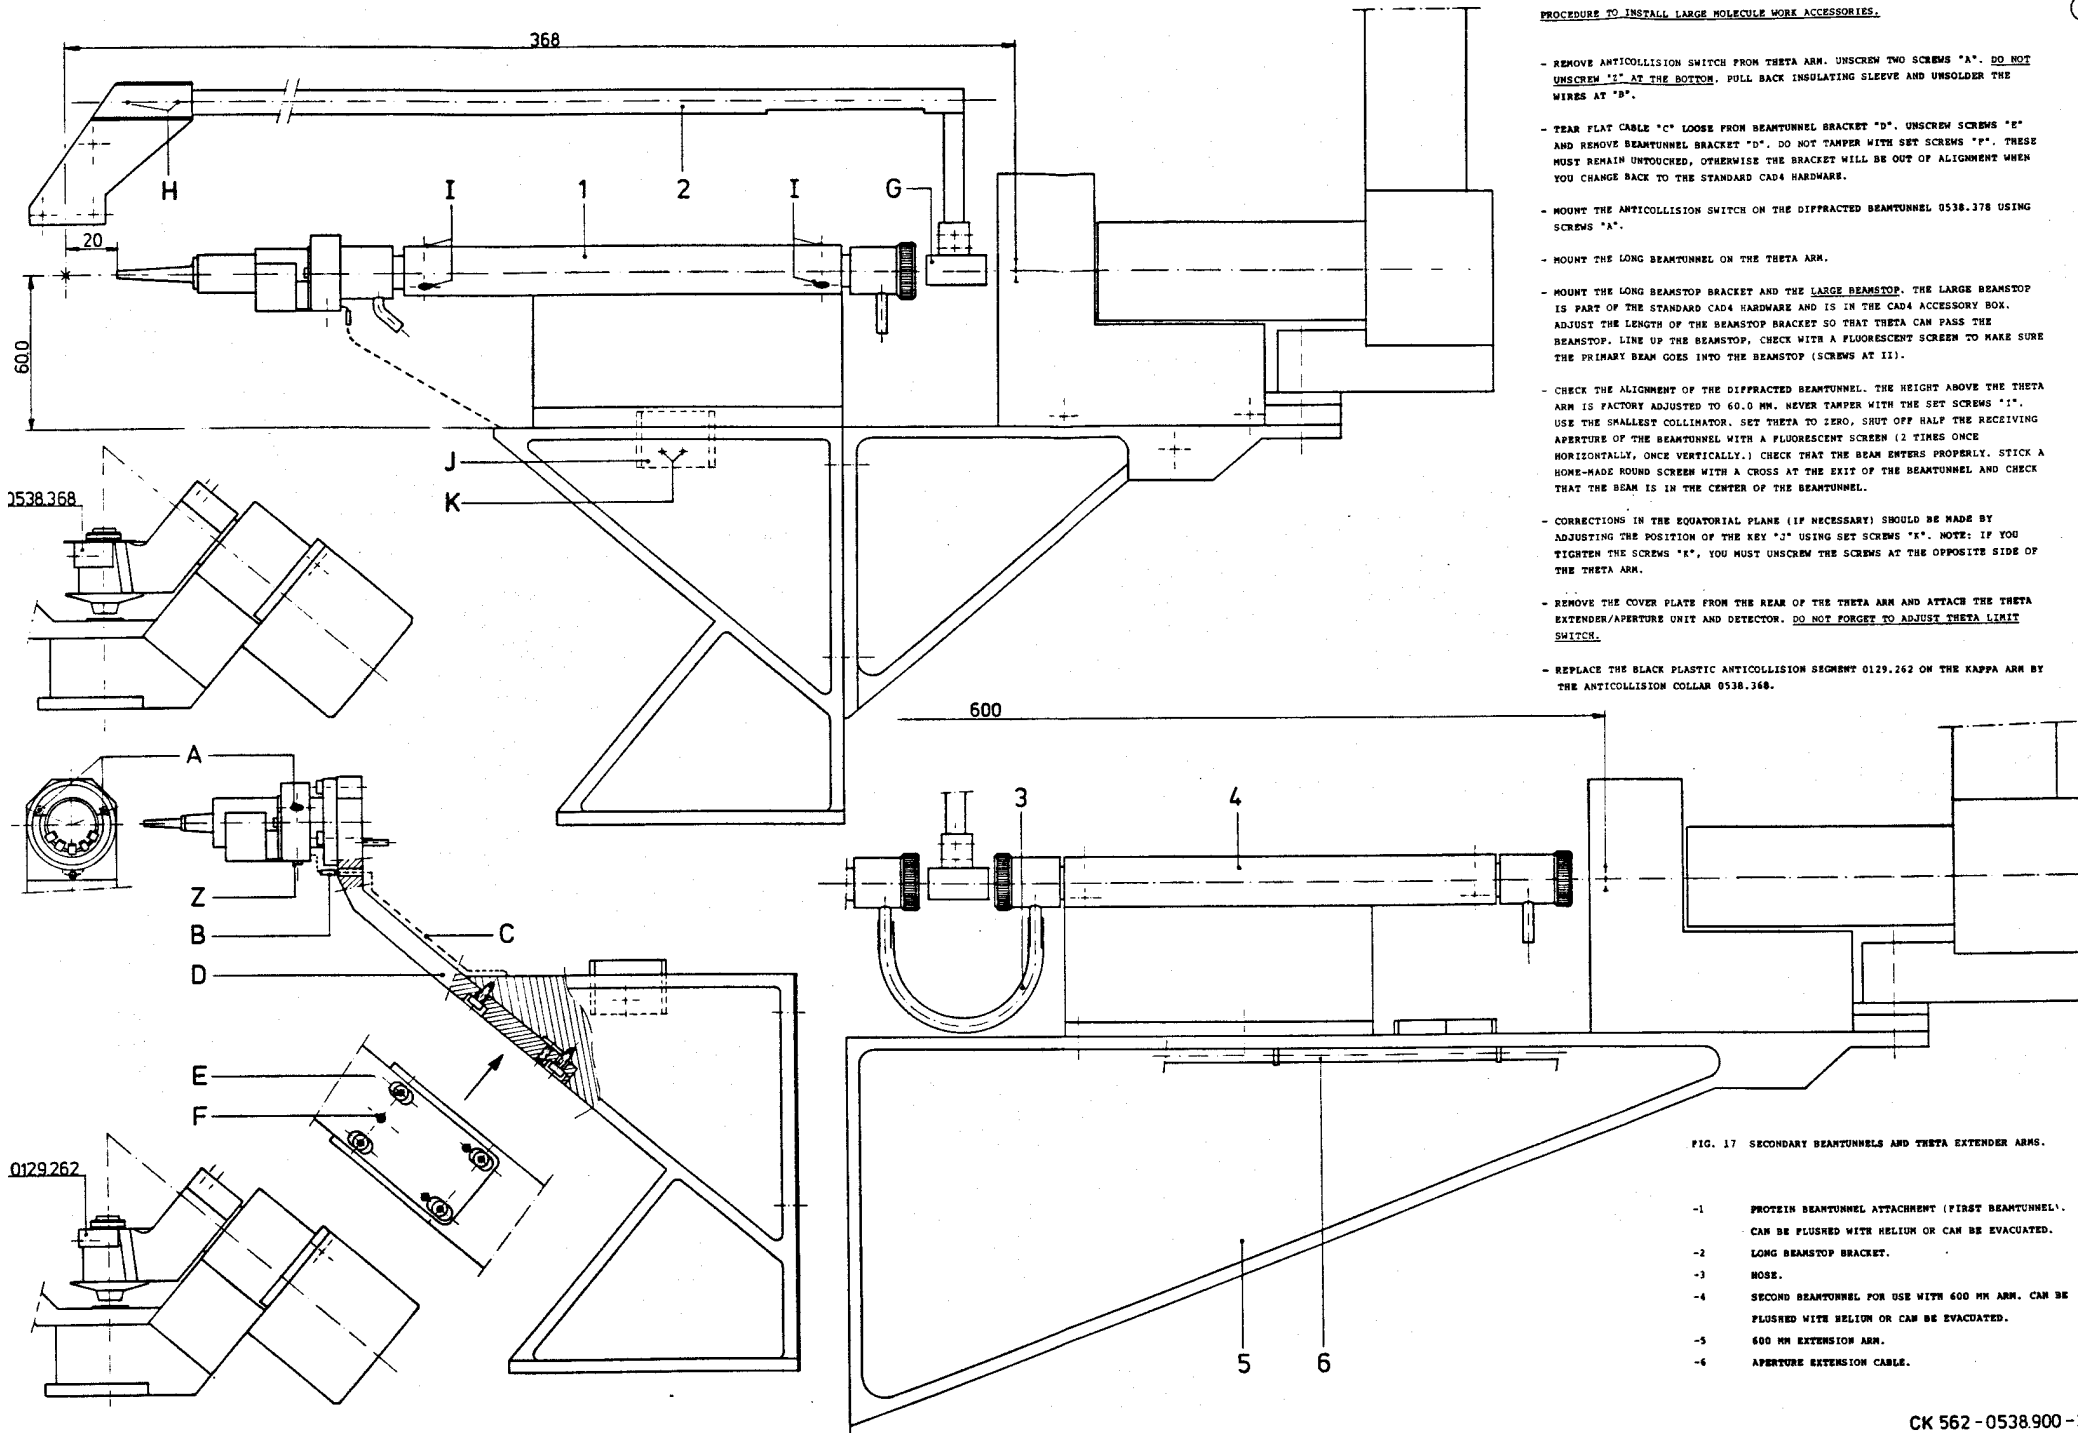 PROCEDURE TO INSTALL LARGE MOLECULE WORK ACCESSORIES.
- REMOVE ANTICOLLISION SWITCH FROM THETA ARM. UNSCREW TWO SCREWS "A". DO NOT
UNSCREW "Z" AT THE BOTTOM. PULL BACK INSULATING SLEEVE AND UNSOLDER THE
WIRES AT "B".
- TEAR FLAT CABLE "C" LOOSE FROM BEAMTUNNEL BRACKET "D". UNSCREW SCREWS "E"
AND REMOVE BEAMTUNNEL BRACKET "D". DO NOT TAMPER WITH SET SCREWS "F". THESE
MUST REMAIN UNTOUCHED, OTHERWISE THE BRACKET WILL BE OUT OF ALIGNMENT WHEN
YOU CHANGE BACK TO THE STANDARD CAD4 HARDWARE.
- MOUNT THE ANTICOLLISION SWITCH ON THE DIFFRACTED BEAMTUNNEL 0538.378 USING
SCREWS "A".
- MOUNT THE LONG BEAMTUNNEL ON THE THETA ARM.
- MOUNT THE LONG BEAMSTOP BRACKET AND THE LARGE BEAMSTOP. THE LARGE BEAMSTOP
IS PART OF THE STANDARD CAD4 HARDWARE AND IS IN THE CAD4 ACCESSORY BOX.
ADJUST THE LENGTH OF THE BEAMSTOP BRACKET SO THAT THETA CAN PASS THE
BEAMSTOP. LINE UP THE BEAMSTOP, CHECK WITH A FLUORESCENT SCREEN TO MAKE SURE
THE PRIMARY BEAM GOES INTO THE BEAMSTOP (SCREWS AT II).
- CHECK THE ALIGNMENT OF THE DIFFRACTED BEAMTUNNEL. THE HEIGHT ABOVE THE THETA
ARM IS FACTORY ADJUSTED TO 60.0 MM. NEVER TAMPER WITH THE SET SCREWS "I".
USE THE SMALLEST COLLIMATOR. SET THETA TO ZERO, SHUT OFF HALF THE RECEIVING
APERTURE OF THE BEAMTUNNEL WITH A FLUORESCENT SCREEN (2 TIMES ONCE
HORIZONTALLY, ONCE VERTICALLY.) CHECK THAT THE BEAM ENTERS PROPERLY. STICK A
HOME-MADE ROUND SCREEN WITH A CROSS AT THE EXIT OF THE BEAMTUNNEL AND CHECK
THAT THE BEAM IS IN THE CENTER OF THE BEAMTUNNEL.
- CORRECTIONS IN THE EQUATORIAL PLANE (IF NECESSARY) SHOULD BE MADE BY
ADJUSTING THE POSITION OF THE KEY "J" USING SET SCREWS "K". NOTE: IF YOU
TIGHTEN THE SCREWS "K", YOU MUST UNSCREW THE SCREWS AT THE OPPOSITE SIDE OF
THE THETA ARM.
- REMOVE THE COVER PLATE FROM THE REAR OF THE THETA ARM AND ATTACH THE THETA
EXTENDER/APERTURE UNIT AND DETECTOR. DO NOT FORGET TO ADJUST THETA LIMIT
SWITCH.
- REPLACE THE BLACK PLASTIC ANTICOLLISION SEGMENT 0129.262 ON THE KAPPA ARM BY
THE ANTICOLLISION COLLAR 0538.368.
368
H
I
1
2
I
G
20
60.0
J
K
0538.368
600
A
3
4
Z
B
C
D
E
F
0129.262
5
6
FIG. 17 SECONDARY BEAMTUNNELS AND THETA EXTENDER ARMS.
-1 PROTEIN BEAMTUNNEL ATTACHMENT (FIRST BEAMTUNNEL).
CAN BE FLUSHED WITH HELIUM OR CAN BE EVACUATED.
-2 LONG BEAMSTOP BRACKET.
-3 HOSE.
-4 SECOND BEAMTUNNEL FOR USE WITH 600 MM ARM. CAN BE
FLUSHED WITH HELIUM OR CAN BE EVACUATED.
-5 600 MM EXTENSION ARM.
-6 APERTURE EXTENSION CABLE.
CK 562-0538.900-